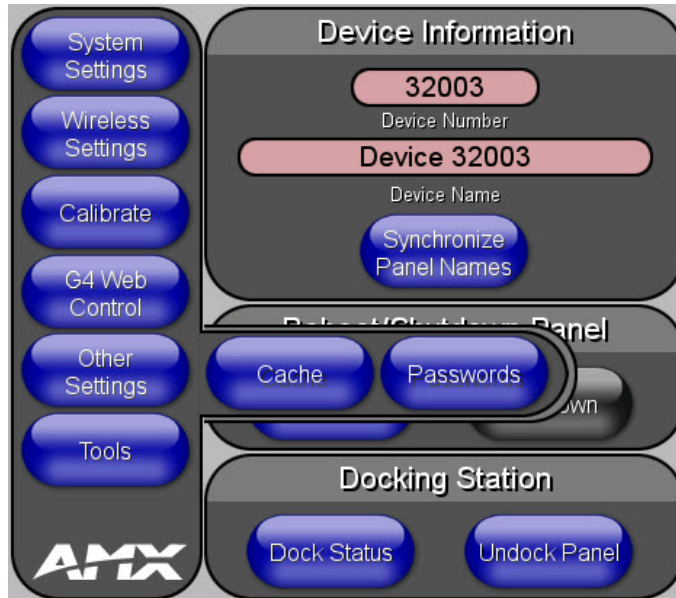 System
Settings
Wireless
Settings
Calibrate
G4 Web
Control
Other
Settings
Tools
AMX
Device Information
32003
Device Number
Device 32003
Device Name
Synchronize
Panel Names
Panel
Cache
Passwords
Docking Station
Dock Status
Undock Panel